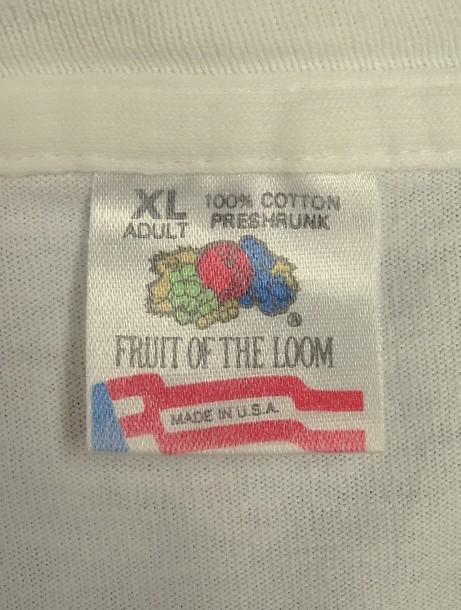 XL 100% COTTON
ADULT PRESHRUNK
®
FRUIT OF THE LOOM
MADE IN U.S.A.